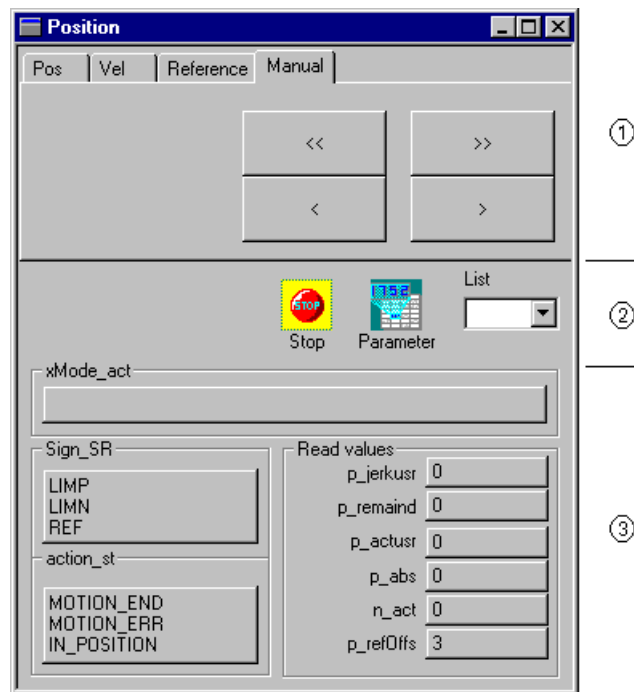 Position
Pos Vel Reference Manual
<< >>
< >
①
List
Stop Parameter
②
xMode_act
Sign_SR
LIMP
LIMN
REF
action_st
MOTION_END
MOTION_ERR
IN_POSITION
Read values
p_jerkusr 0
p_remaind 0
p_actusr 0
p_abs 0
n_act 0
p_refOffs 3
③